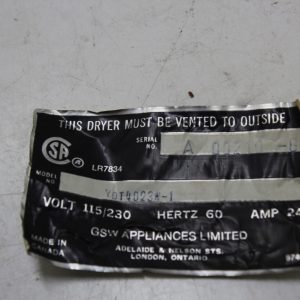 THIS DRYER MUST BE VENTED TO OUTSIDE
SERIAL NO. A
SA ®
LR7834
MODEL NO.
VOLT 115/230 HERTZ 60 AMP 24
GSW APPLIANCES LIMITED
MADE IN CANADA
ADELAIDE & NELSON STS.
LONDON, ONTARIO